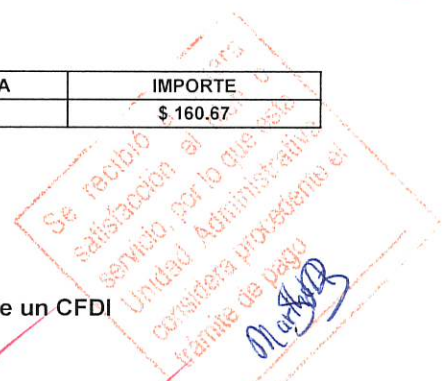 A IMPORTE
$ 160.67
Se recibió
satisfacción el o
servicio, por lo que esta
Unidad Administrativa
considera procedente el
trámite de pago
e un CFDI